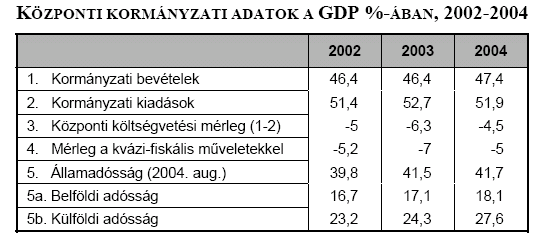 KÖZPONTI KORMÁNYZATI ADATOK A GDP %-ÁBAN, 2002-2004
2002 2003 2004
1. Kormányzati bevételek 46,4 46,4 47,4
2. Kormányzati kiadások 51,4 52,7 51,9
3. Központi költségvetési mérleg (1-2) -5 -6,3 -4,5
4. Mérleg a kvázi-fiskális műveletekkel -5,2 -7 -5
5. Államadósság (2004. aug.) 39,8 41,5 41,7
5a. Belföldi adósság 16,7 17,1 18,1
5b. Külföldi adósság 23,2 24,3 27,6